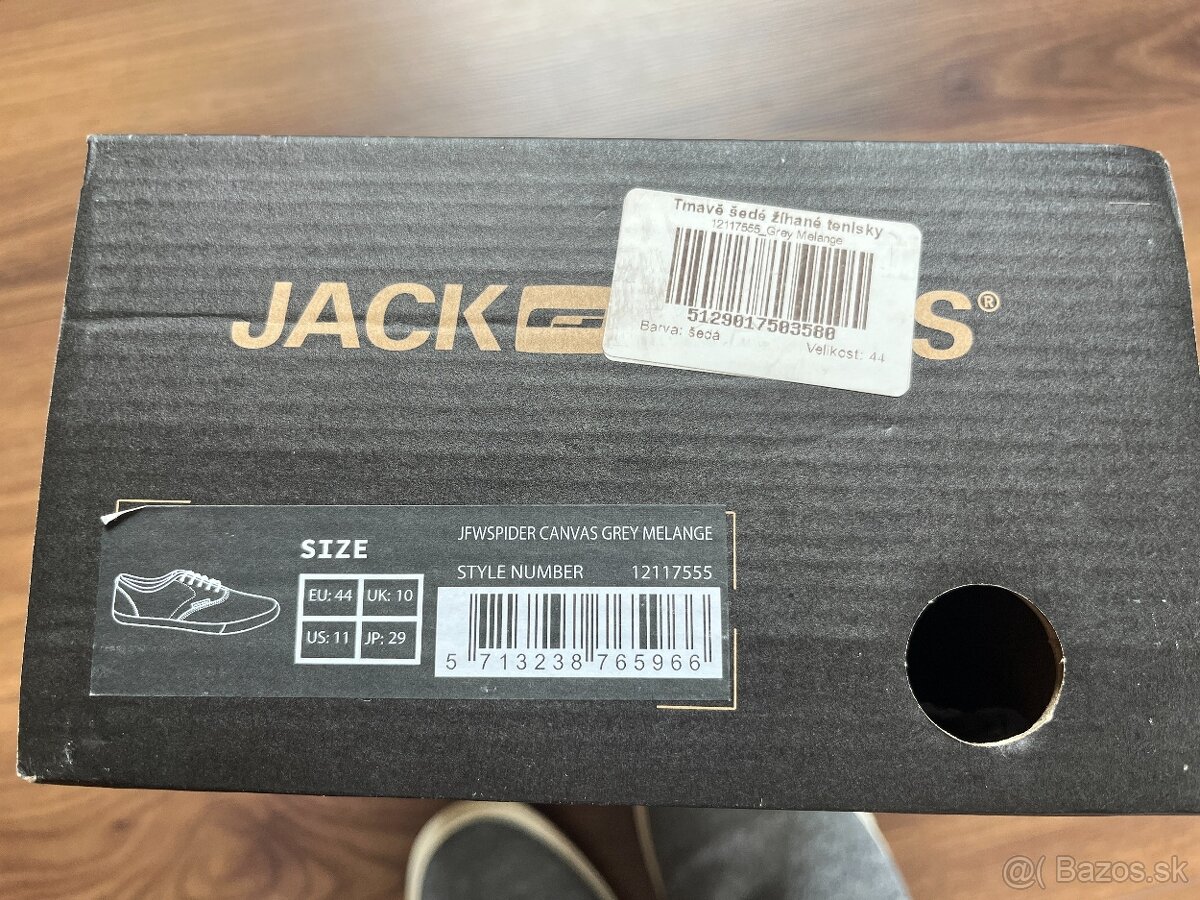 Tmavě šedé žíhané tenisky
12117555_Grey Melange
5129017503580
Barva: šedá
Velikost: 44
JACK S®
JFWSPIDER CANVAS GREY MELANGE
SIZE
STYLE NUMBER 12117555
EU: 44 UK: 10
US: 11 JP: 29
5 713238 765966
@( Bazos.sk